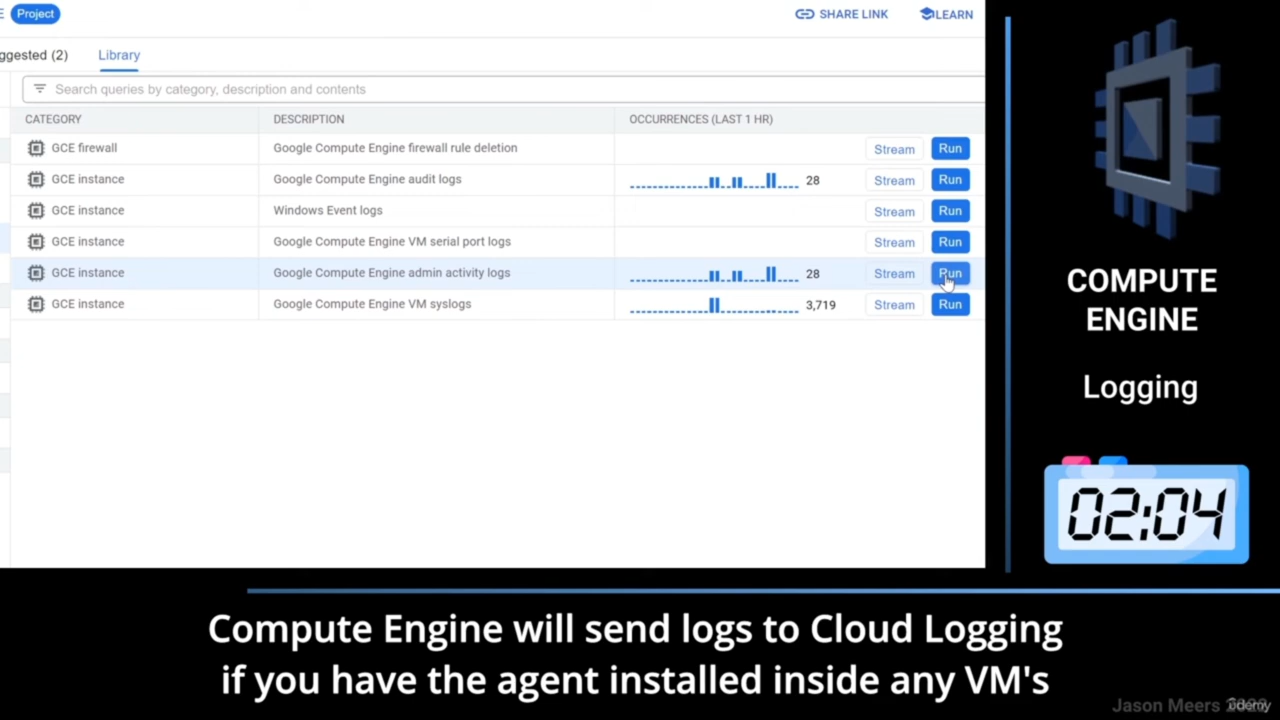 Project
SHARE LINK
LEARN
ggested (2)
Library
Search queries by category, description and contents
CATEGORY DESCRIPTION OCCURRENCES (LAST 1 HR)
GCE firewall Google Compute Engine firewall rule deletion Stream Run
GCE instance Google Compute Engine audit logs 28 Stream Run
GCE instance Windows Event logs Stream Run
GCE instance Google Compute Engine VM serial port logs Stream Run
GCE instance Google Compute Engine admin activity logs 28 Stream Run
GCE instance Google Compute Engine VM syslogs 3,719 Stream Run
COMPUTE
ENGINE
Logging
02:04
Compute Engine will send logs to Cloud Logging
if you have the agent installed inside any VM's
Jason Meers
udemy